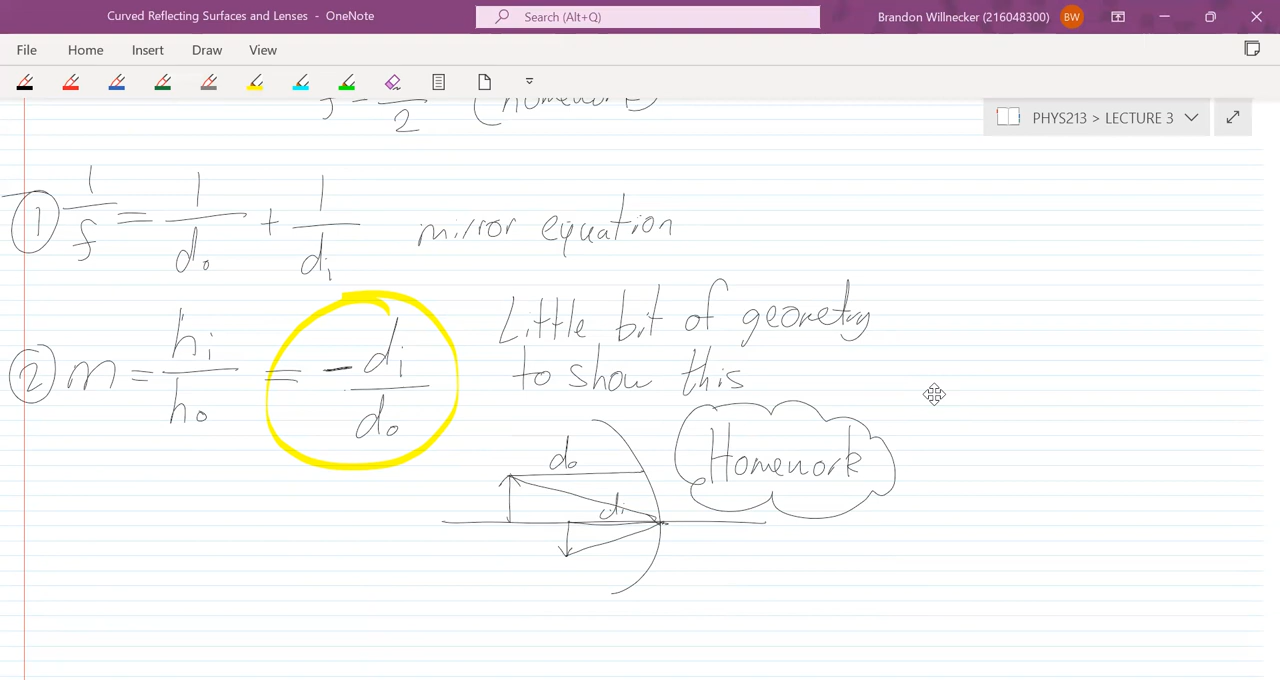 Curved Reflecting Surfaces and Lenses - OneNote
Search (Alt+Q)
Brandon Willnecker (216048300)
BW
File Home Insert Draw View
PHYS213 > LECTURE 3
2
① 1/f = 1/do + 1/di mirror equation
② m = hi/ho = -di/do
Little bit of geometry
to show this
do
di
Homework